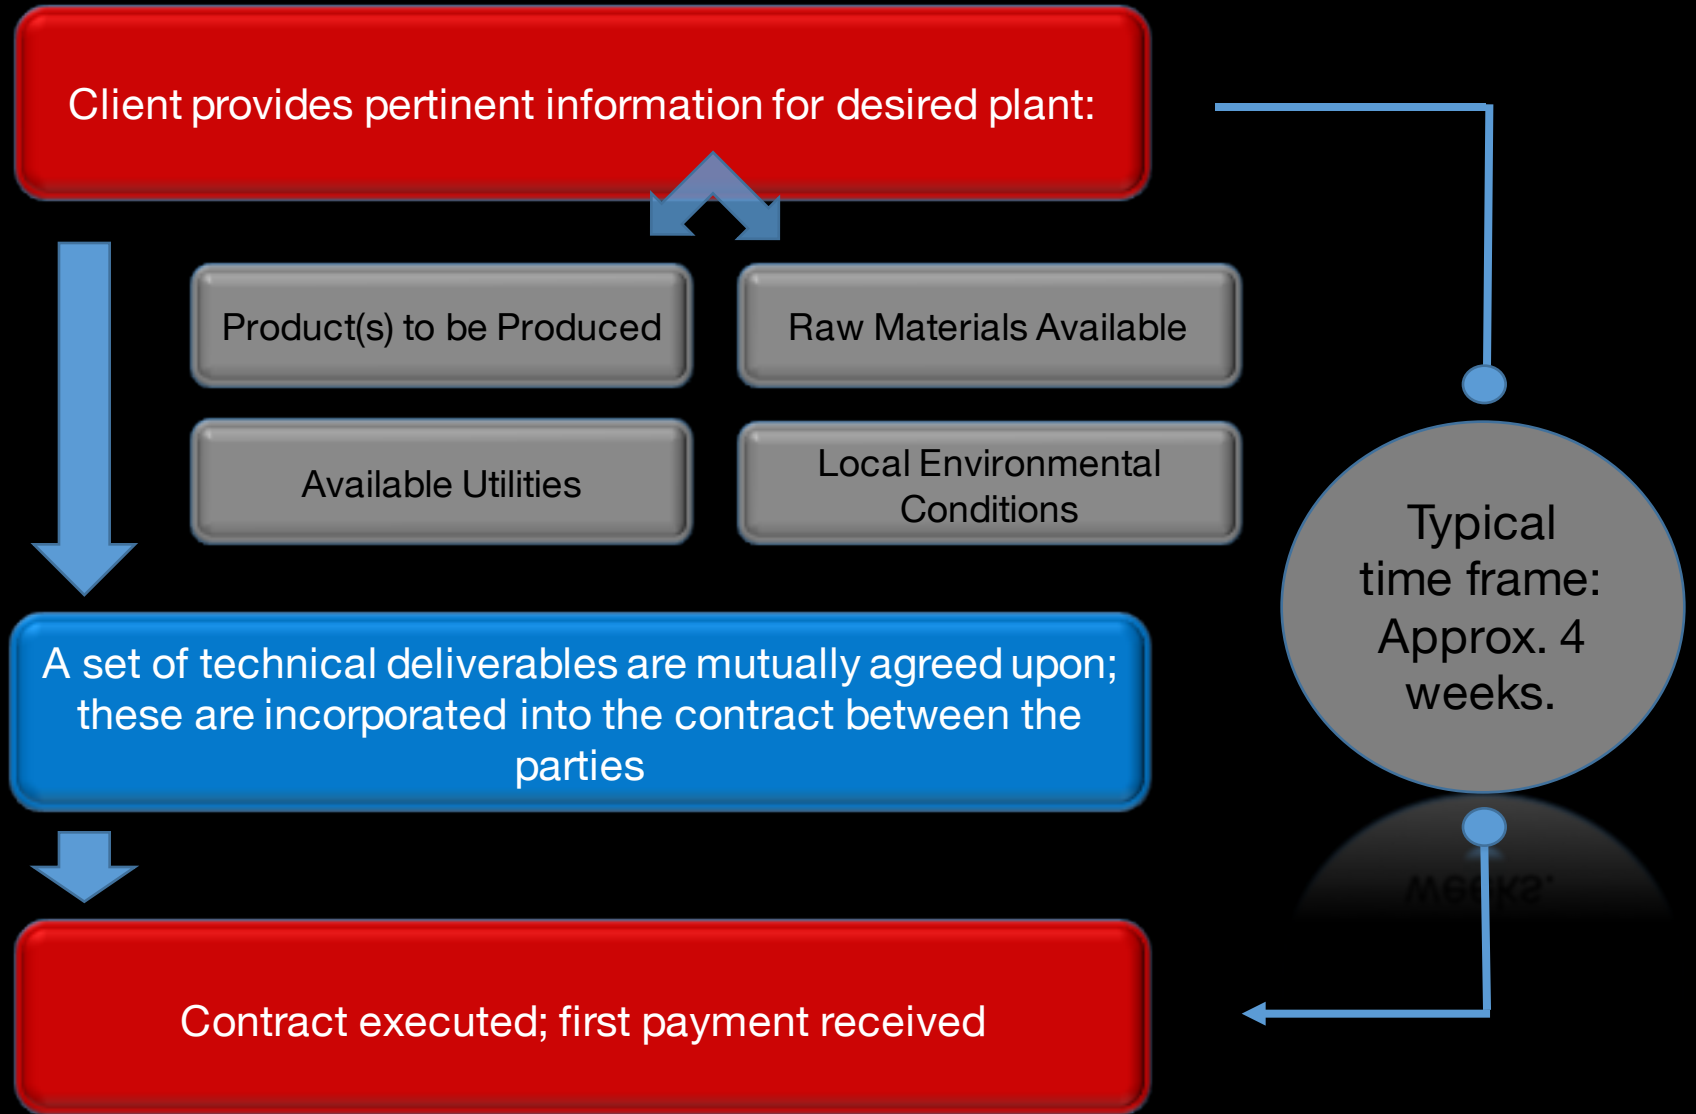 Client provides pertinent information for desired plant:
Product(s) to be Produced
Raw Materials Available
Available Utilities
Local Environmental
Conditions
Typical
time frame:
Approx. 4
weeks.
A set of technical deliverables are mutually agreed upon;
these are incorporated into the contract between the
parties
Contract executed; first payment received